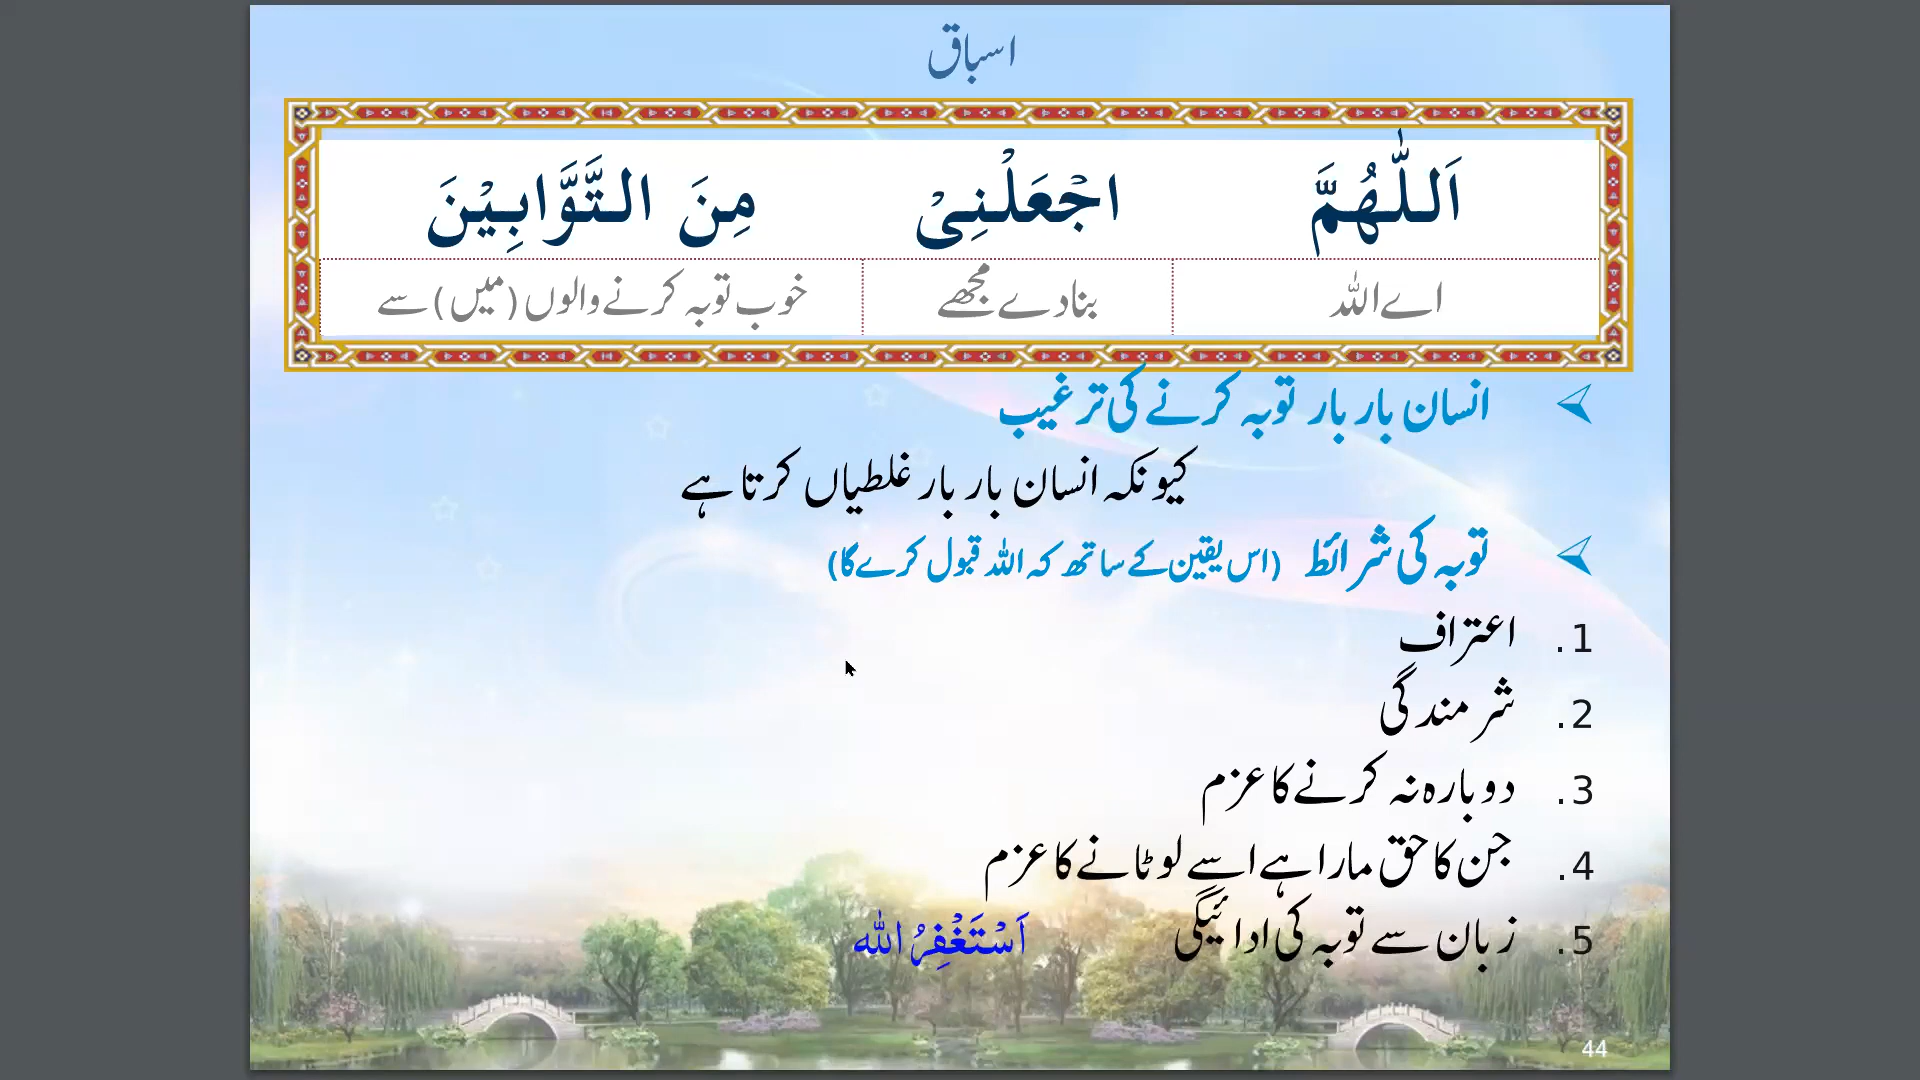 اسباق
اَللّٰهُمَّ اجْعَلْنِیْ مِنَ التَّوَّابِیْنَ
اے اللہ بنادے مجھے خوب توبہ کرنے والوں (میں) سے
انسان بار بار توبہ کرنے کی ترغیب
کیونکہ انسان بار بار غلطیاں کرتا ہے
توبہ کی شرائط (اس یقین کے ساتھ کہ اللہ قبول کرے گا)
1. اعتراف
2. شرمندگی
3. دوبارہ نہ کرنے کا عزم
4. جن کا حق مارا ہے اسے لوٹانے کا عزم
5. زبان سے توبہ کی ادائیگی اَسْتَغْفِرُ الله
44